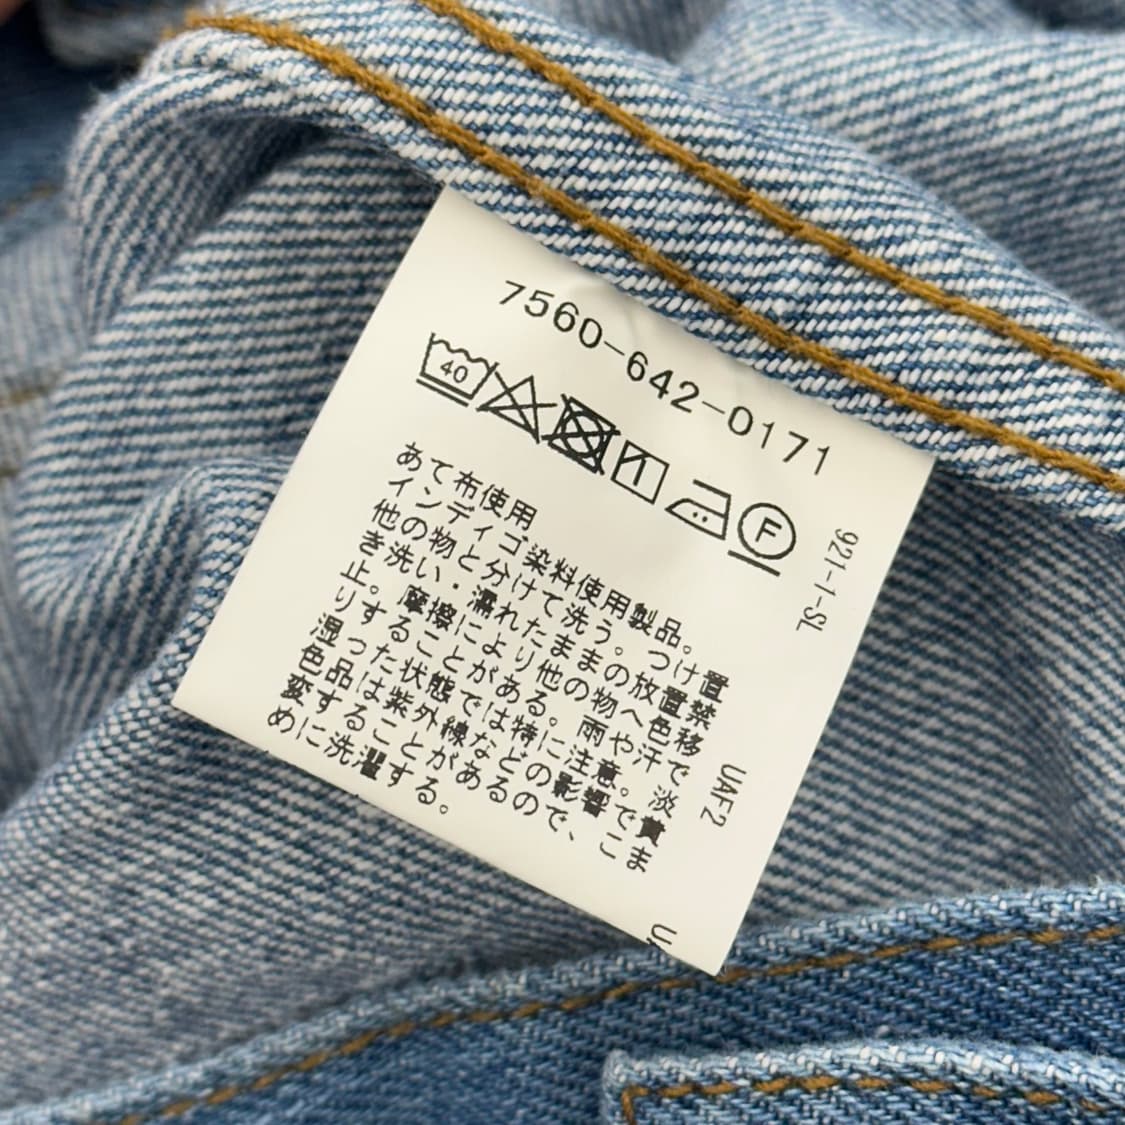 7560-642-0171
40
F
あて布使用
インディゴ染料使用製品。
他の物と分けて洗う。つけ置
き洗い・濡れたままの放置禁
止。摩擦により他の物へ色移
りすることがある。雨や汗で
湿った状態では特に注意。淡
色品は紫外線などの影響で黄
変することがあるので、こま
めに洗濯する。
921-1-SL
UAF2